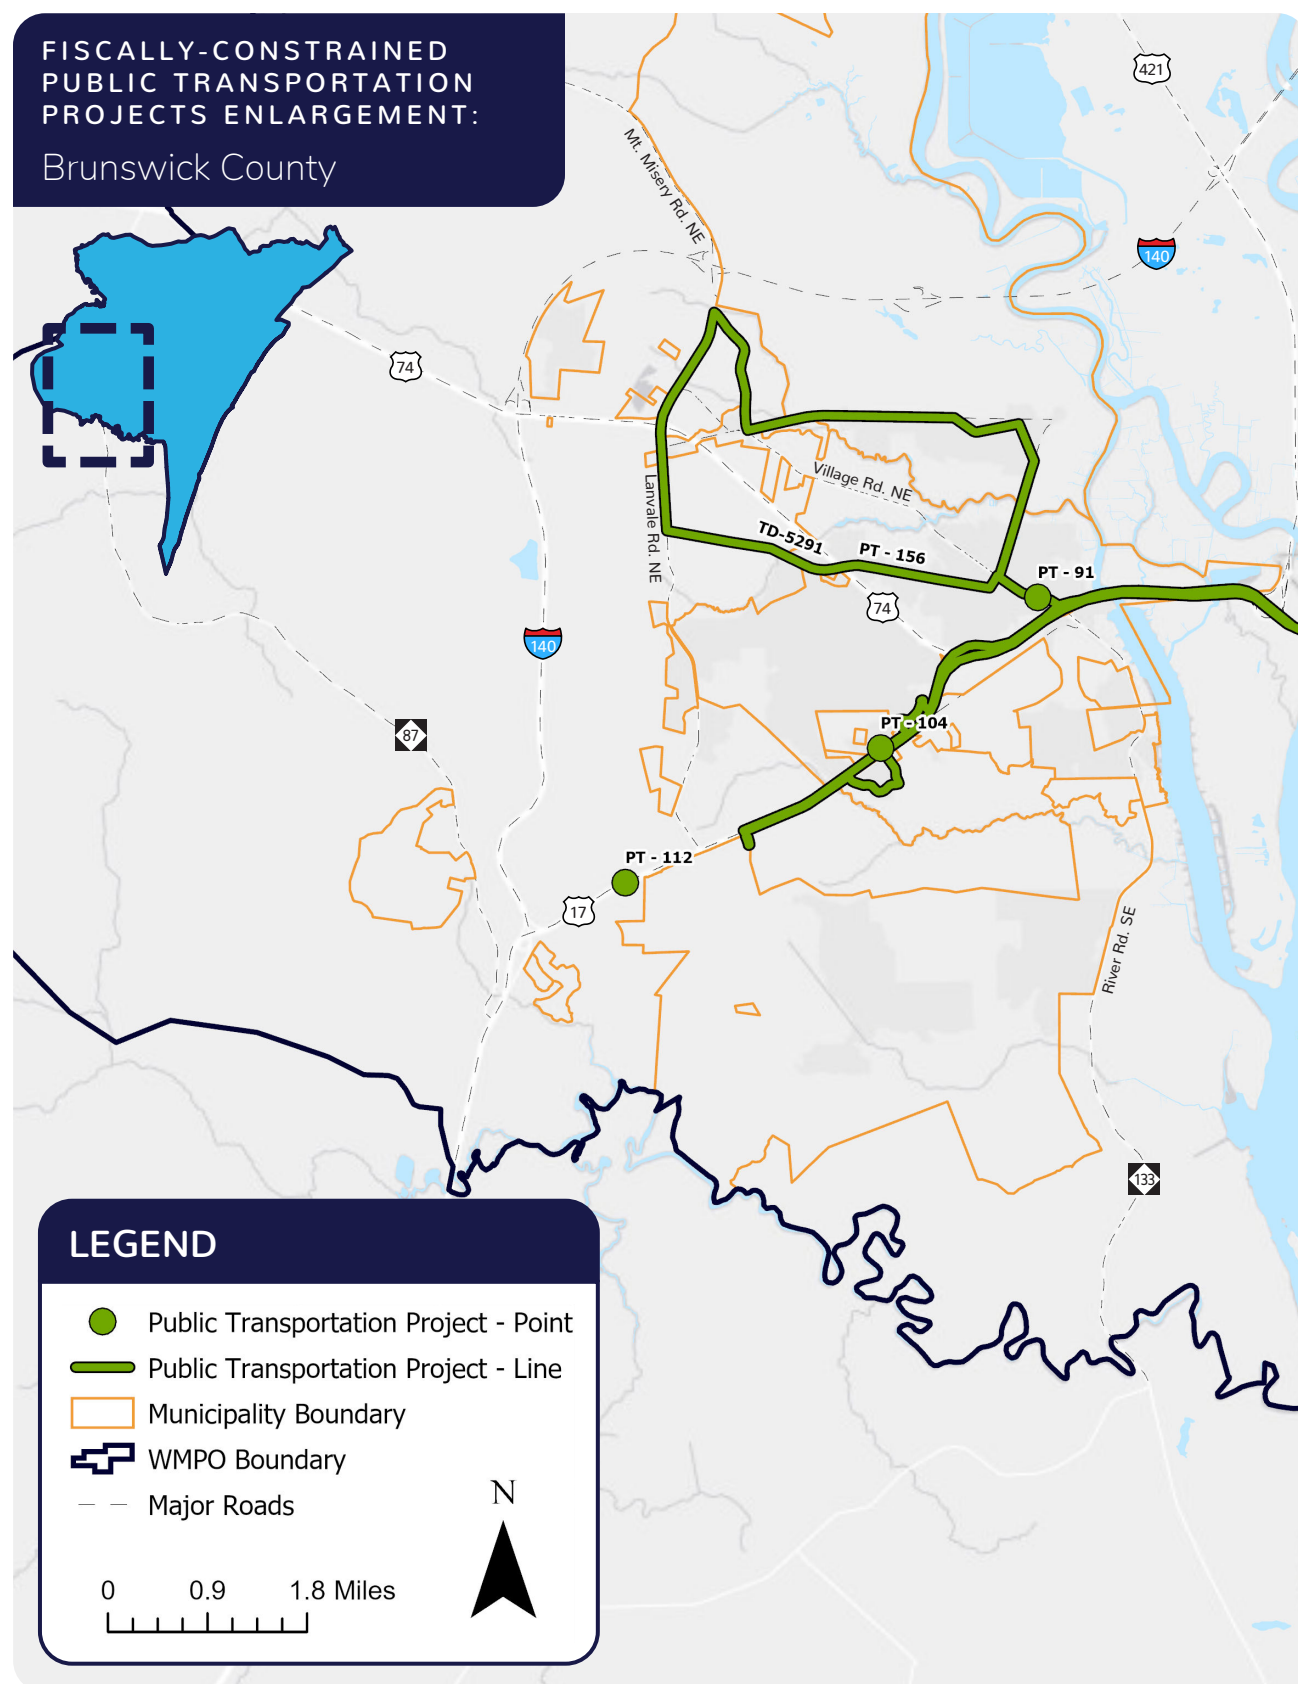 FISCALLY-CONSTRAINED
PUBLIC TRANSPORTATION
PROJECTS ENLARGEMENT:
Brunswick County
421
Mt. Misery Rd. NE
140
74
Village Rd. NE
Lanvale Rd. NE
TD-5291
PT - 156
PT - 91
74
140
PT - 104
87
PT - 112
17
River Rd. SE
133
LEGEND
Public Transportation Project - Point
Public Transportation Project - Line
Municipality Boundary
WMPO Boundary
Major Roads
N
0 0.9 1.8 Miles